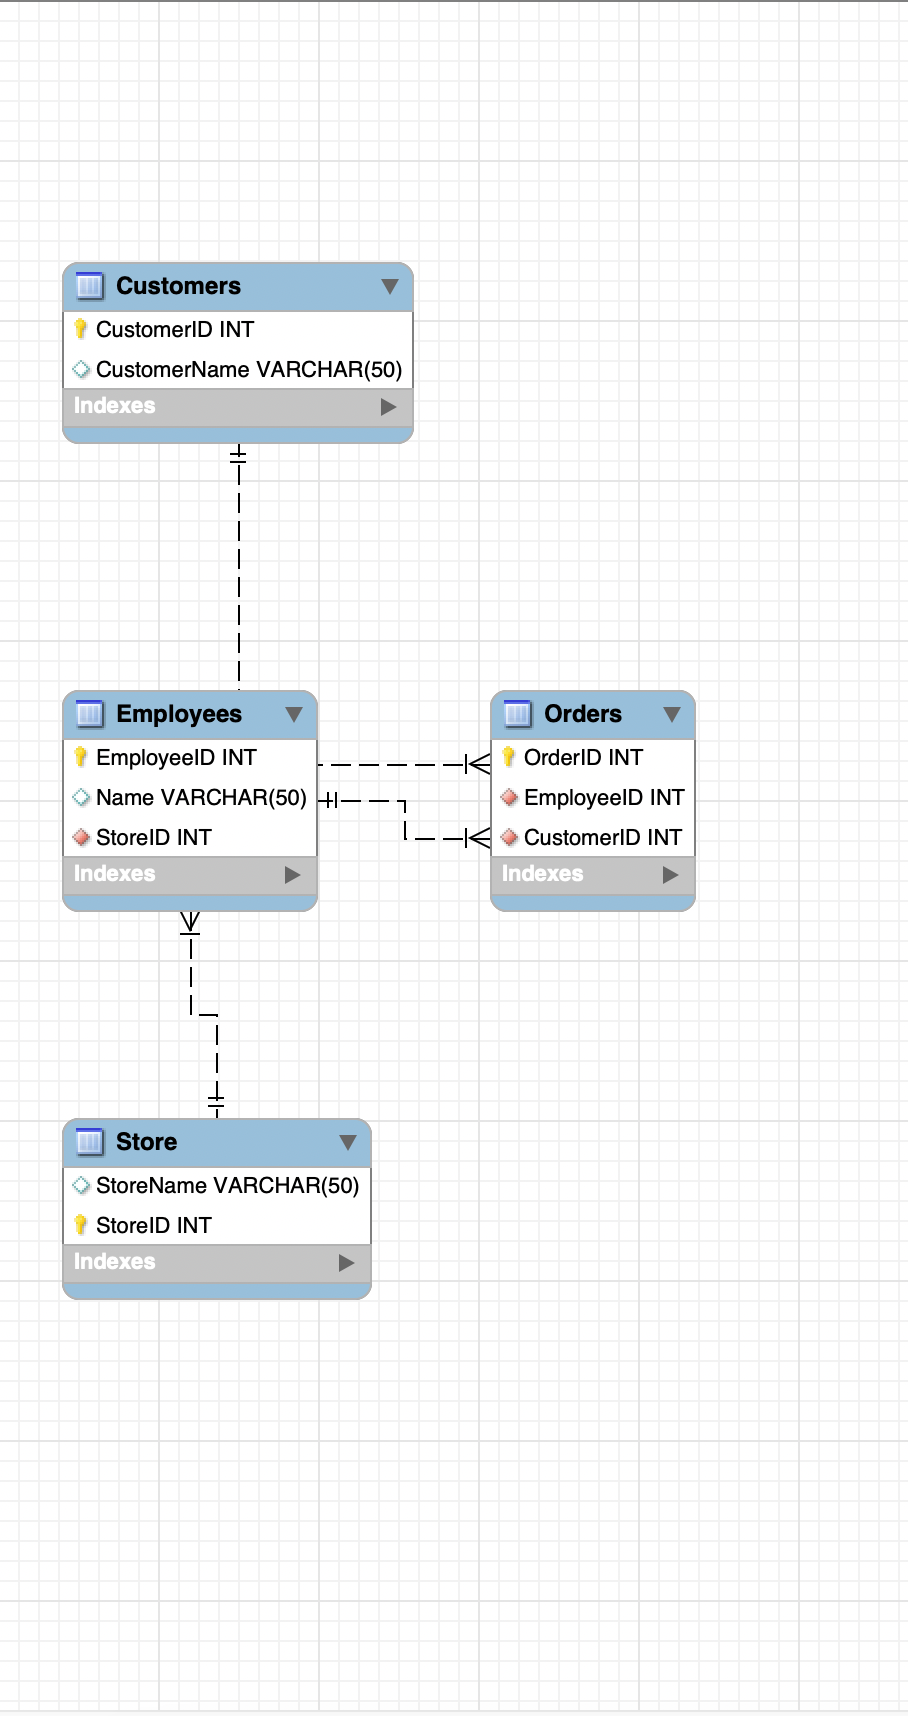 Customers
CustomerID INT
CustomerName VARCHAR(50)
Indexes
Employees
EmployeeID INT
Name VARCHAR(50)
StoreID INT
Indexes
Orders
OrderID INT
EmployeeID INT
CustomerID INT
Indexes
Store
StoreName VARCHAR(50)
StoreID INT
Indexes